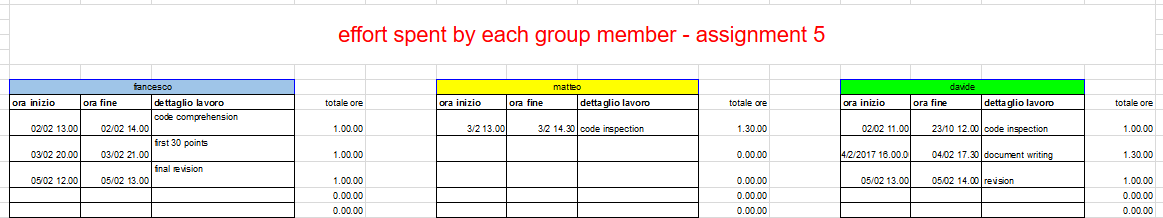 effort spent by each group member - assignment 5
francesco matteo davide
ora inizio ora fine dettaglio lavoro totale ore ora inizio ora fine dettaglio lavoro totale ore ora inizio ora fine dettaglio lavoro totale ore
02/02 13.00 02/02 14.00 code comprehension 1.00.00 3/2 13.00 3/2 14.30 code inspection 1.30.00 02/02 11.00 23/10 12.00 code inspection 1.00.00
03/02 20.00 03/02 21.00 first 30 points 1.00.00 0.00.00 4/2/2017 16.00.0 04/02 17.30 document writing 1.30.00
05/02 12.00 05/02 13.00 final revision 1.00.00 0.00.00 05/02 13.00 05/02 14.00 revision 1.00.00
0.00.00 0.00.00 0.00.00
0.00.00 0.00.00 0.00.00